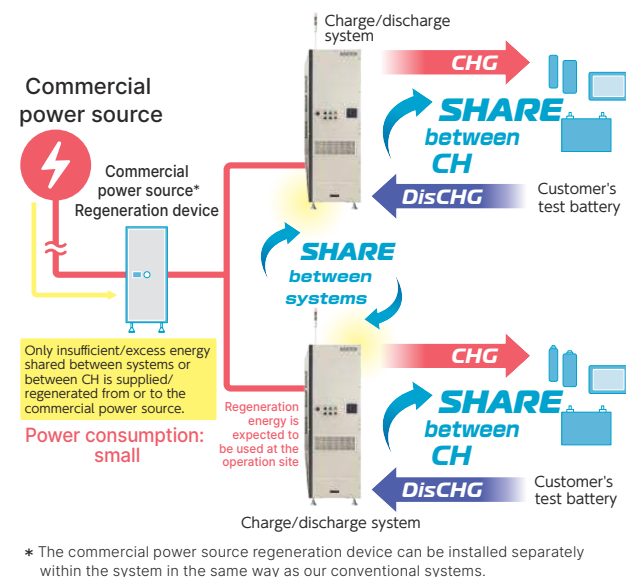 Charge/discharge
system
CHG
Commercial
power source
SHARE
between
CH
Commercial
power source*
Regeneration device
DisCHG
Customer's
test battery
SHARE
between
systems
Only insufficient/excess energy
shared between systems or
between CH is supplied/
regenerated from or to the
commercial power source.
Power consumption:
small
Regeneration
energy is
expected to
be used at the
operation site
CHG
SHARE
between
CH
DisCHG
Customer's
test battery
Charge/discharge system
* The commercial power source regeneration device can be installed separately
within the system in the same way as our conventional systems.